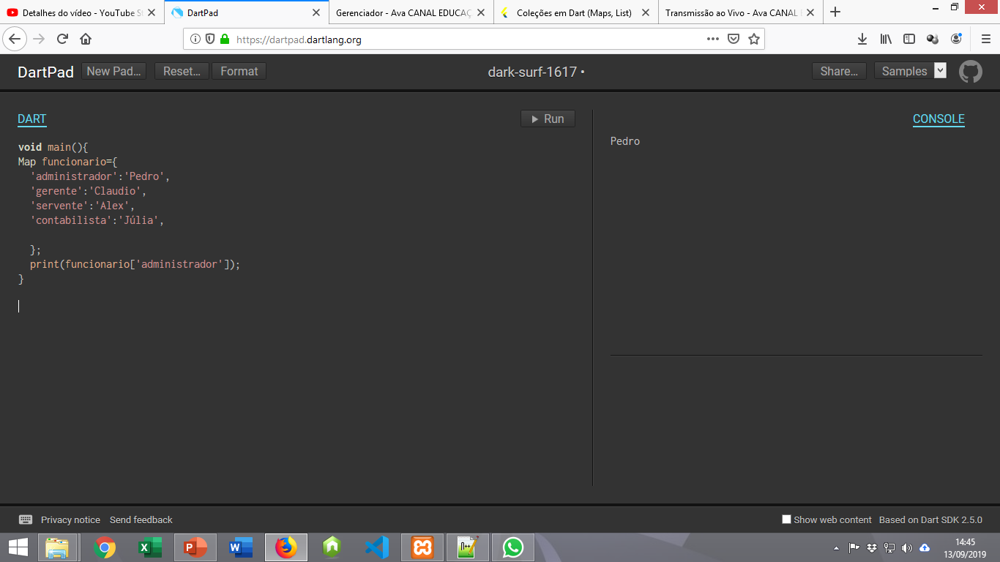 Detalhes do vídeo - YouTube St
DartPad
Gerenciador - Ava CANAL EDUCAÇ
Coleções em Dart (Maps, List)
Transmissão ao Vivo - Ava CANAL E
https://dartpad.dartlang.org
DartPad
New Pad...
Reset...
Format
dark-surf-1617 •
Share...
Samples
DART
Run
CONSOLE
void main(){
Map funcionario={
'administrador':'Pedro',
'gerente':'Claudio',
'servente':'Alex',
'contabilista':'Júlia',
};
print(funcionario['administrador']);
}
Pedro
Privacy notice
Send feedback
Show web content
Based on Dart SDK 2.5.0
14:45
13/09/2019